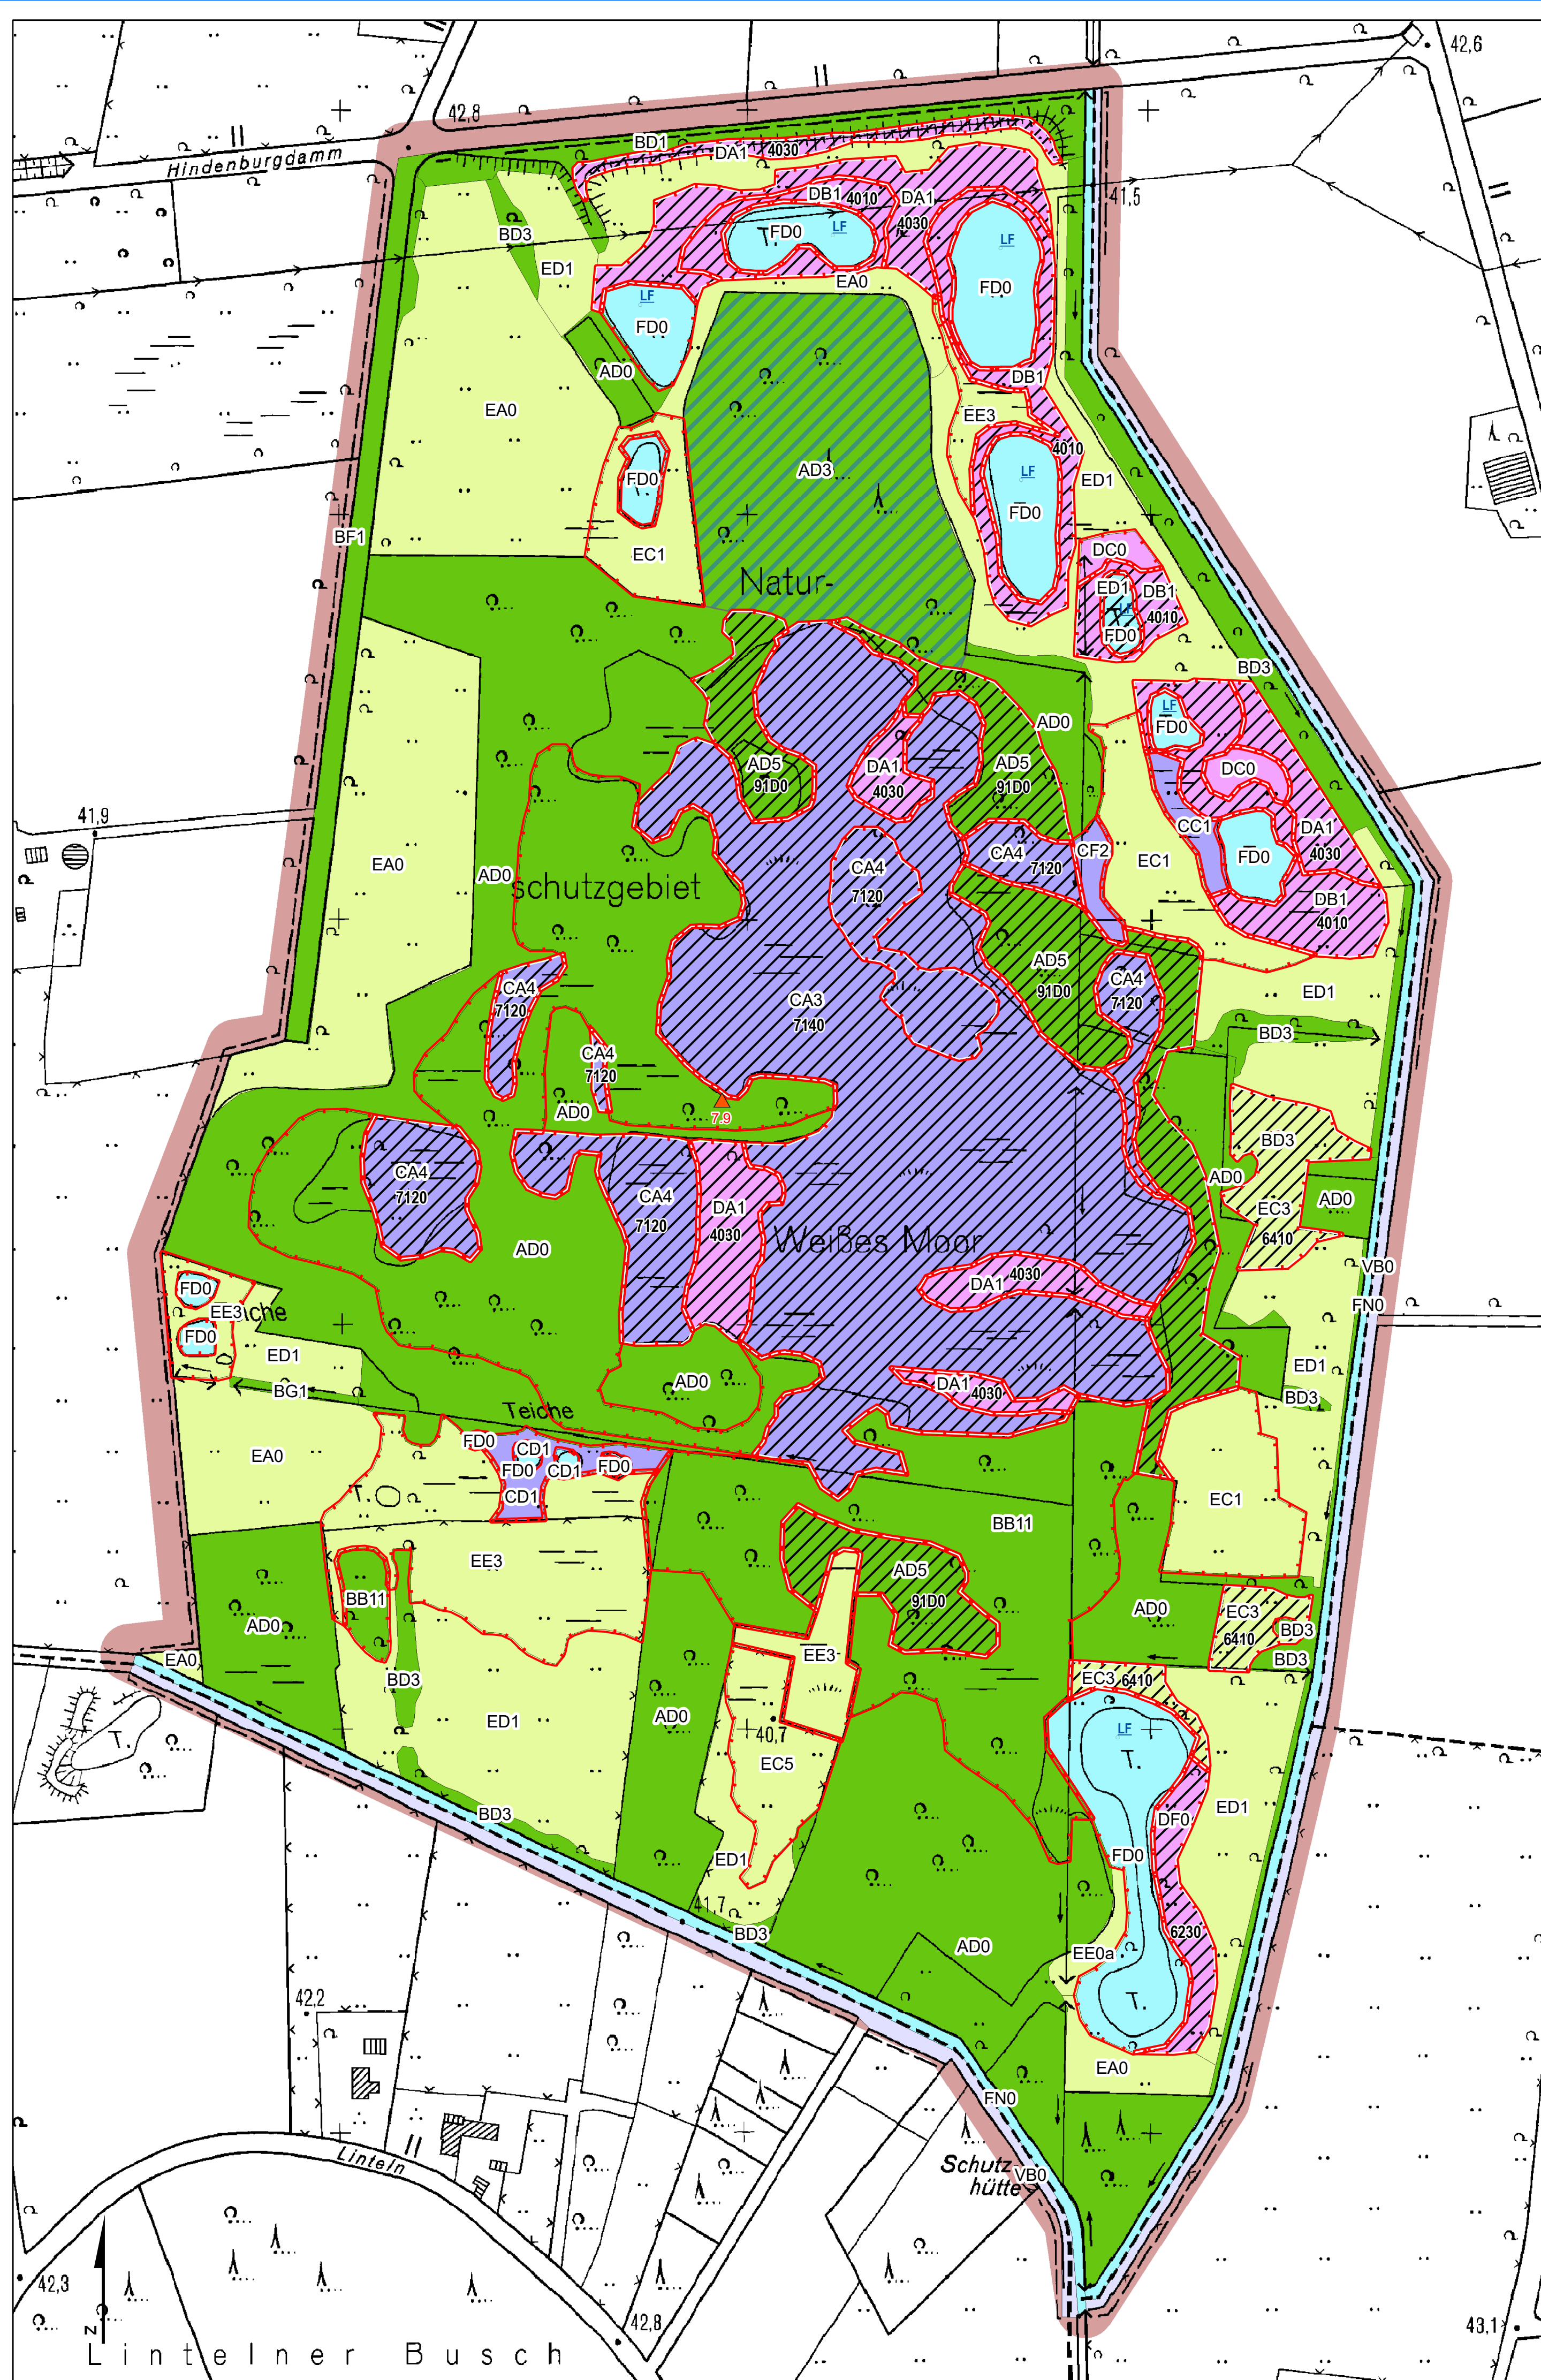 42,6
42,8
BD1
DA1 4030
Hindenburgdamm
DB1 4010
DA1
4030
41,5
BD3
T. FD0 LF
LF
ED1
EA0
FD0
LF
FD0
AD0
DB1
EA0
EE3
4010
AD3
LF
FD0
ED1
FD0
BF1
EC1
DC0
Natur-
ED1
DB1
4010
LF
T.
FD0
BD3
LF
FD0
AD0
AD5
91D0
DA1
4030
AD5
91D0
DC0
41,9
CC1
DA1
4030
CA4
7120
CA4
7120
CF2
EC1
FD0
EA0
AD0
schutzgebiet
DB1
4010
AD5
91D0
CA4
7120
CA4
7120
CA3
7140
ED1
BD3
CA4
7120
AD0
7.9
BD3
CA4
7120
AD0
AD0
CA4
7120
DA1
4030
EC3
6410
AD0
Weißes Moor
VB0
DA1 4030
FD0
EE3
iche
FN0
FD0
ED1
ED1
BG1
AD0
DA1
4030
BD3
Teiche
FD0
CD1
EA0
FD0
CD1
FD0
CD1
T.
EC1
BB11
EE3
AD5
91D0
BB11
AD0
AD0
EC3
6410
BD3
EE3
BD3
EA0
BD3
EC3 6410
ED1
AD0
LF
40,7
T.
T.
EC5
BD3
ED1
DF0
FD0
ED1
41,7
BD3
6230
AD0
EE0a
T.
42,2
EA0
FN0
Linteln
Schutz
hütte
VB0
42,3
42,8
43,1
N
Lintelner Busch